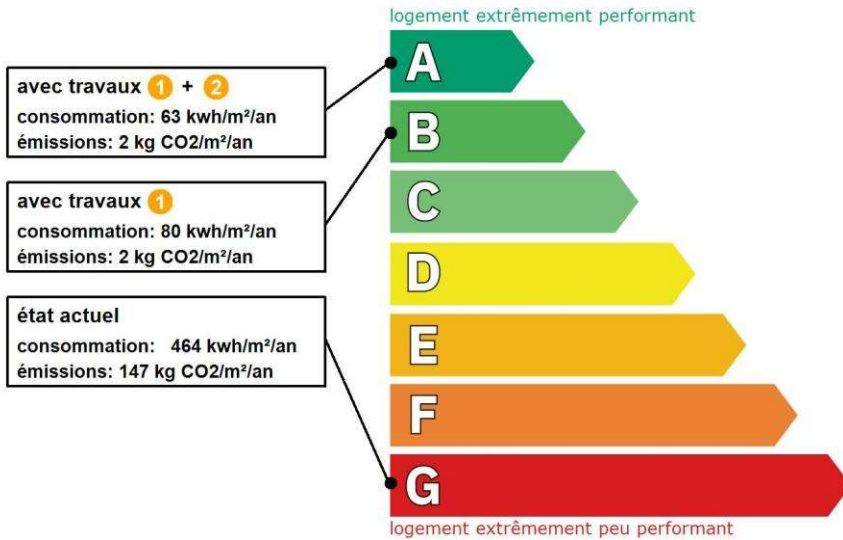 logement extrêmement performant
avec travaux 1 + 2
consommation: 63 kwh/m²/an
émissions: 2 kg CO2/m²/an
avec travaux 1
consommation: 80 kwh/m²/an
émissions: 2 kg CO2/m²/an
état actuel
consommation: 464 kwh/m²/an
émissions: 147 kg CO2/m²/an
A
B
C
D
E
F
G
logement extrêmement peu performant